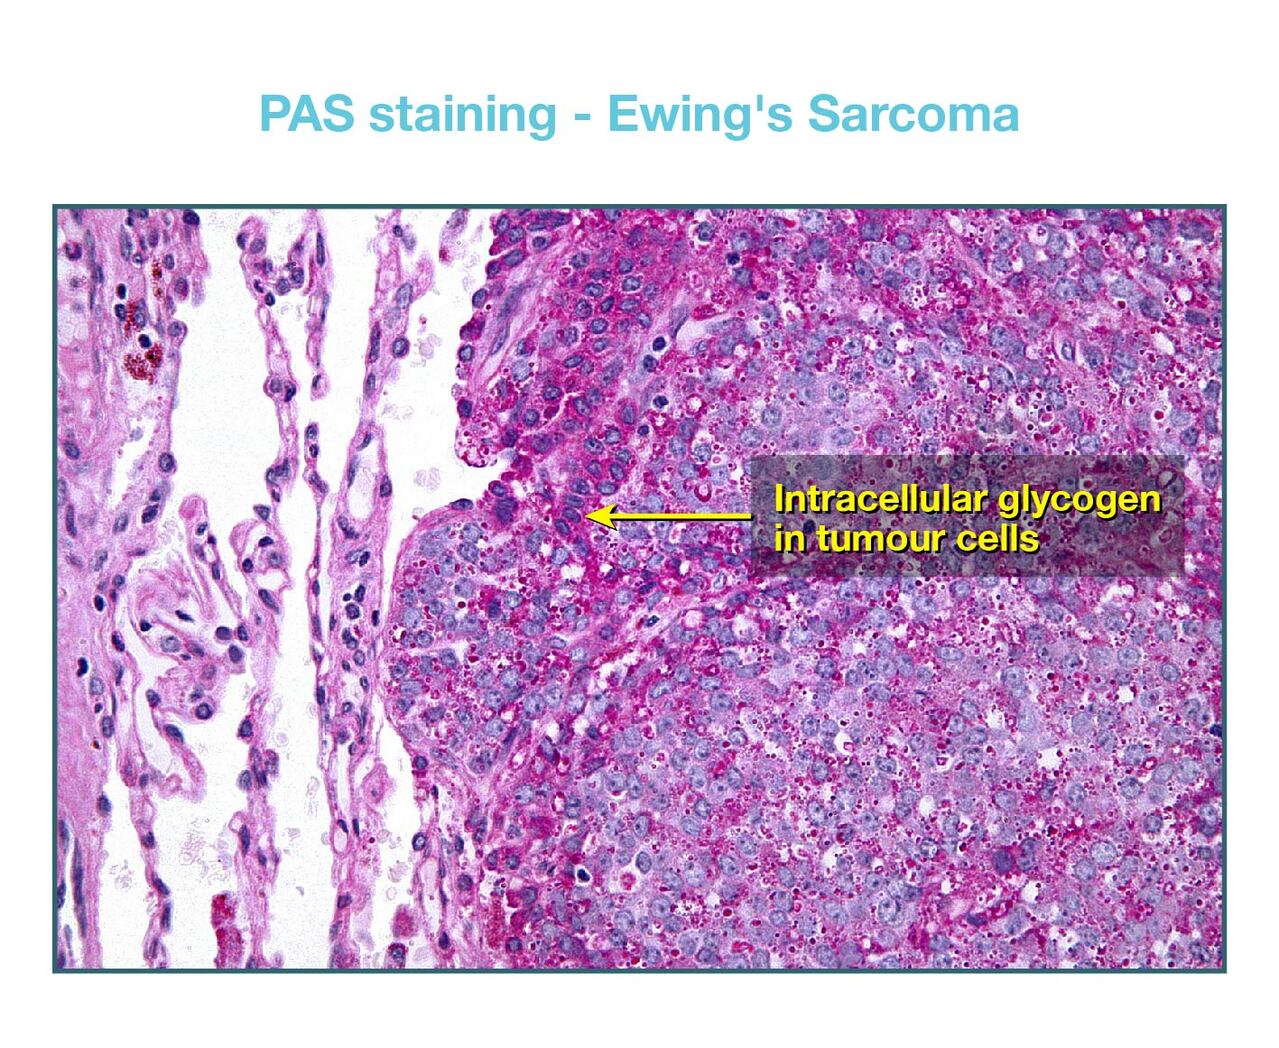 PAS staining - Ewing's Sarcoma
Intracellular glycogen
in tumour cells